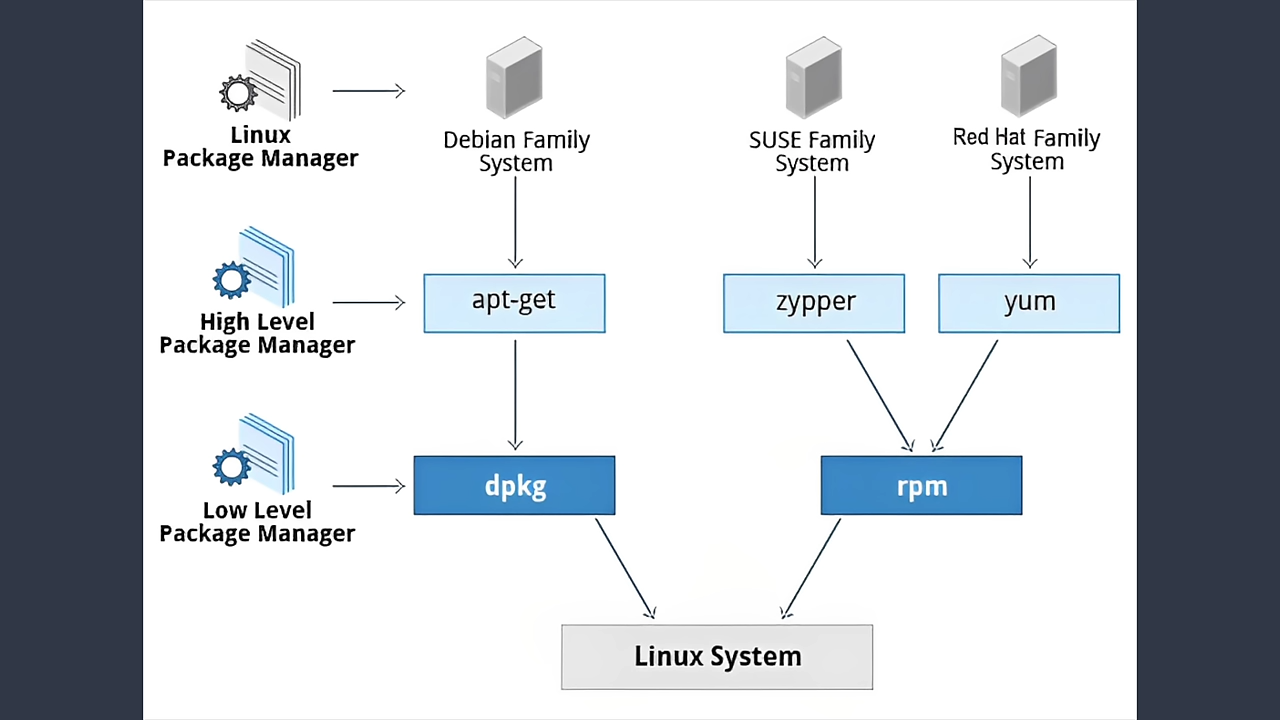 Linux
Package Manager
Debian Family
System
SUSE Family
System
Red Hat Family
System
High Level
Package Manager
apt-get
zypper
yum
Low Level
Package Manager
dpkg
rpm
Linux System